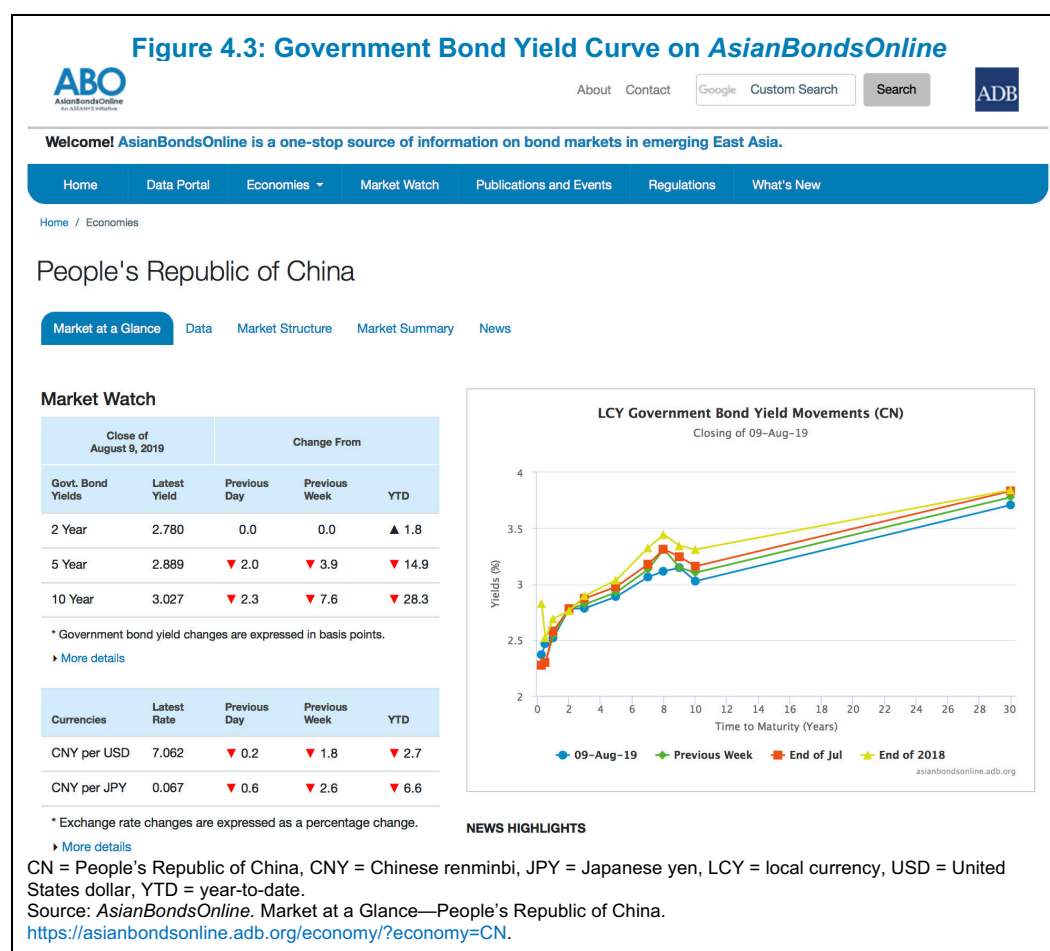 Figure 4.3: Government Bond Yield Curve on AsianBondsOnline
ABO
AsianBondsOnline
An ASEAN+3 Initiative
About Contact Google Custom Search Search ADB
Welcome! AsianBondsOnline is a one-stop source of information on bond markets in emerging East Asia.
Home Data Portal Economies Market Watch Publications and Events Regulations What's New
Home / Economies
People's Republic of China
Market at a Glance Data Market Structure Market Summary News
Market Watch
Close of
August 9, 2019
Change From
Govt. Bond
Yields
Latest
Yield
Previous
Day
Previous
Week
YTD
2 Year 2.780 0.0 0.0 ▲ 1.8
5 Year 2.889 ▼ 2.0 ▼ 3.9 ▼ 14.9
10 Year 3.027 ▼ 2.3 ▼ 7.6 ▼ 28.3
* Government bond yield changes are expressed in basis points.
More details
Currencies
Latest
Rate
Previous
Day
Previous
Week
YTD
CNY per USD 7.062 ▼ 0.2 ▼ 1.8 ▼ 2.7
CNY per JPY 0.067 ▼ 0.6 ▼ 2.6 ▼ 6.6
* Exchange rate changes are expressed as a percentage change.
More details
LCY Government Bond Yield Movements (CN)
Closing of 09-Aug-19
Yields (%)
4
3.5
3
2.5
2
0 2 4 6 8 10 12 14 16 18 20 22 24 26 28 30
Time to Maturity (Years)
09-Aug-19 Previous Week End of Jul End of 2018
asianbondsonline.adb.org
NEWS HIGHLIGHTS
CN = People's Republic of China, CNY = Chinese renminbi, JPY = Japanese yen, LCY = local currency, USD = United
States dollar, YTD = year-to-date.
Source: AsianBondsOnline. Market at a Glance—People's Republic of China.
https://asianbondsonline.adb.org/economy/?economy=CN.